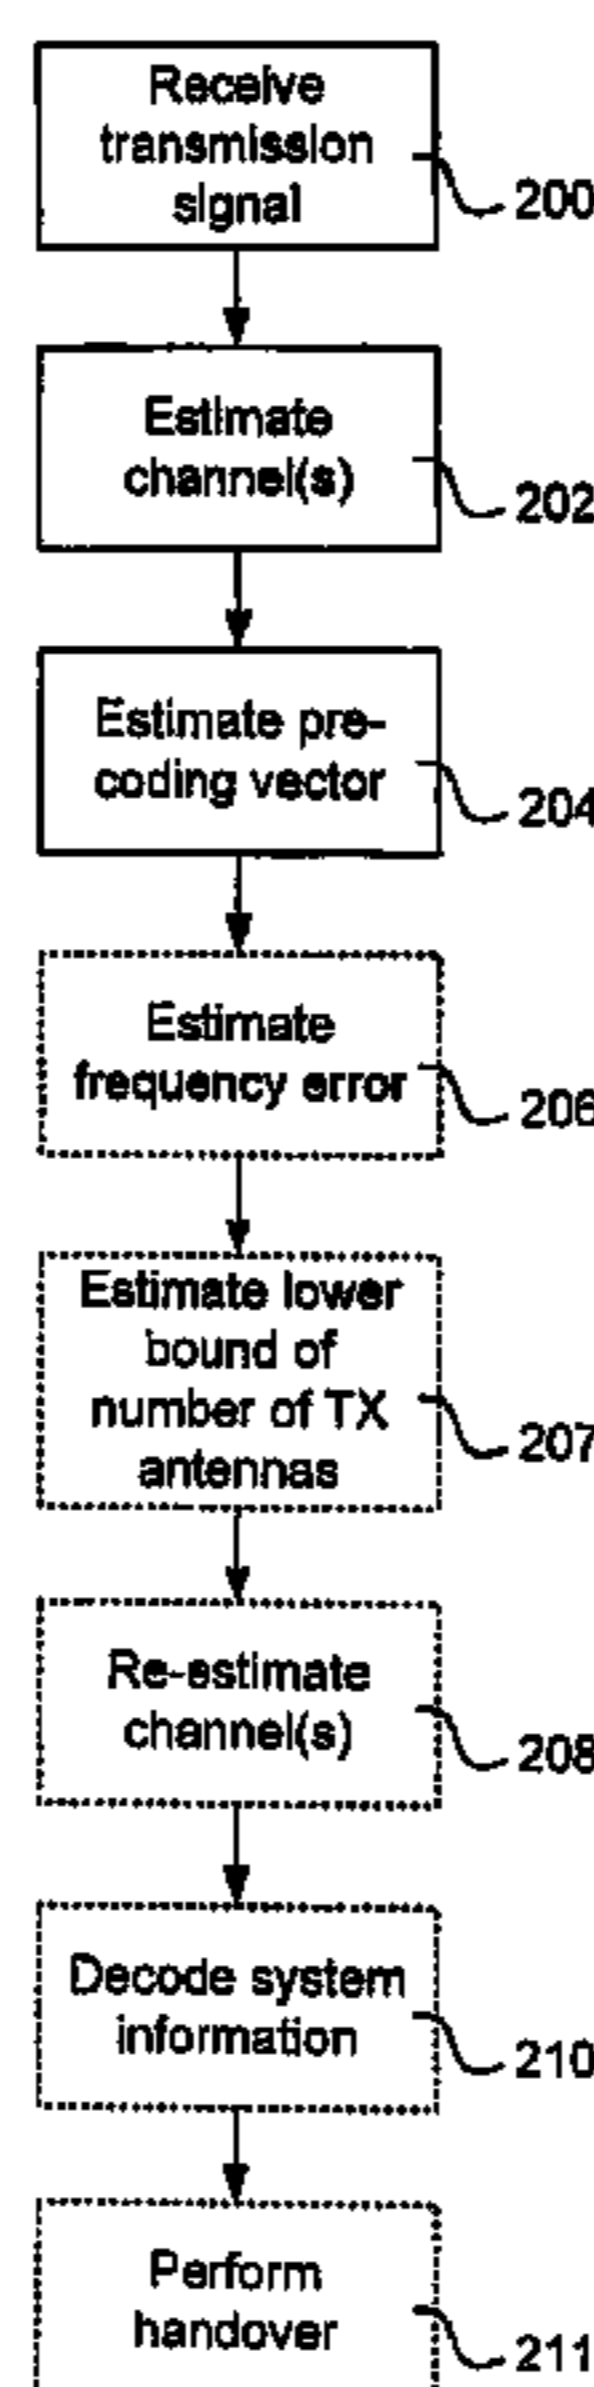 Receive
transmission
signal
200
Estimate
channel(s)
202
Estimate pre-
coding vector
204
Estimate
frequency error
206
Estimate lower
bound of
number of TX
antennas
207
Re-estimate
channel(s)
208
Decode system
information
210
Perform
handover
211